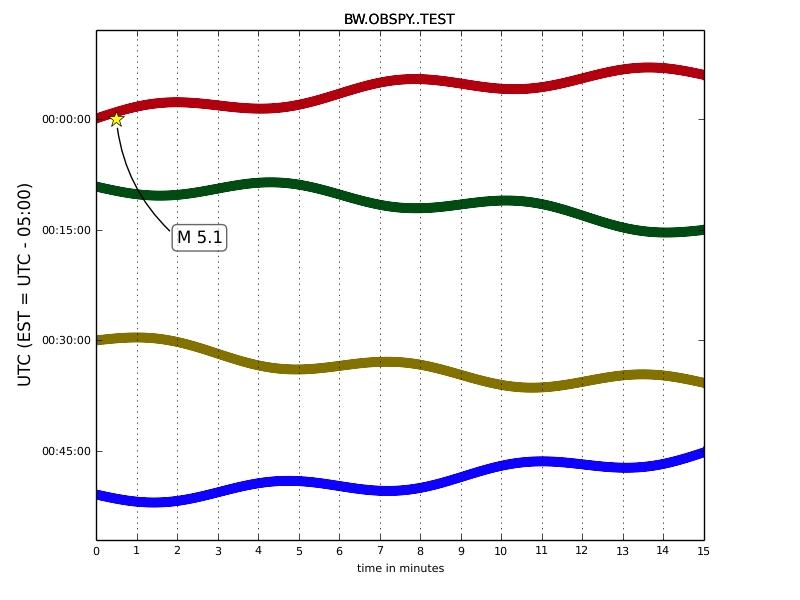 BW.OBSPY..TEST
UTC (EST = UTC - 05:00)
00:00:00
00:15:00
00:30:00
00:45:00
M 5.1
0 1 2 3 4 5 6 7 8 9 10 11 12 13 14 15
time in minutes